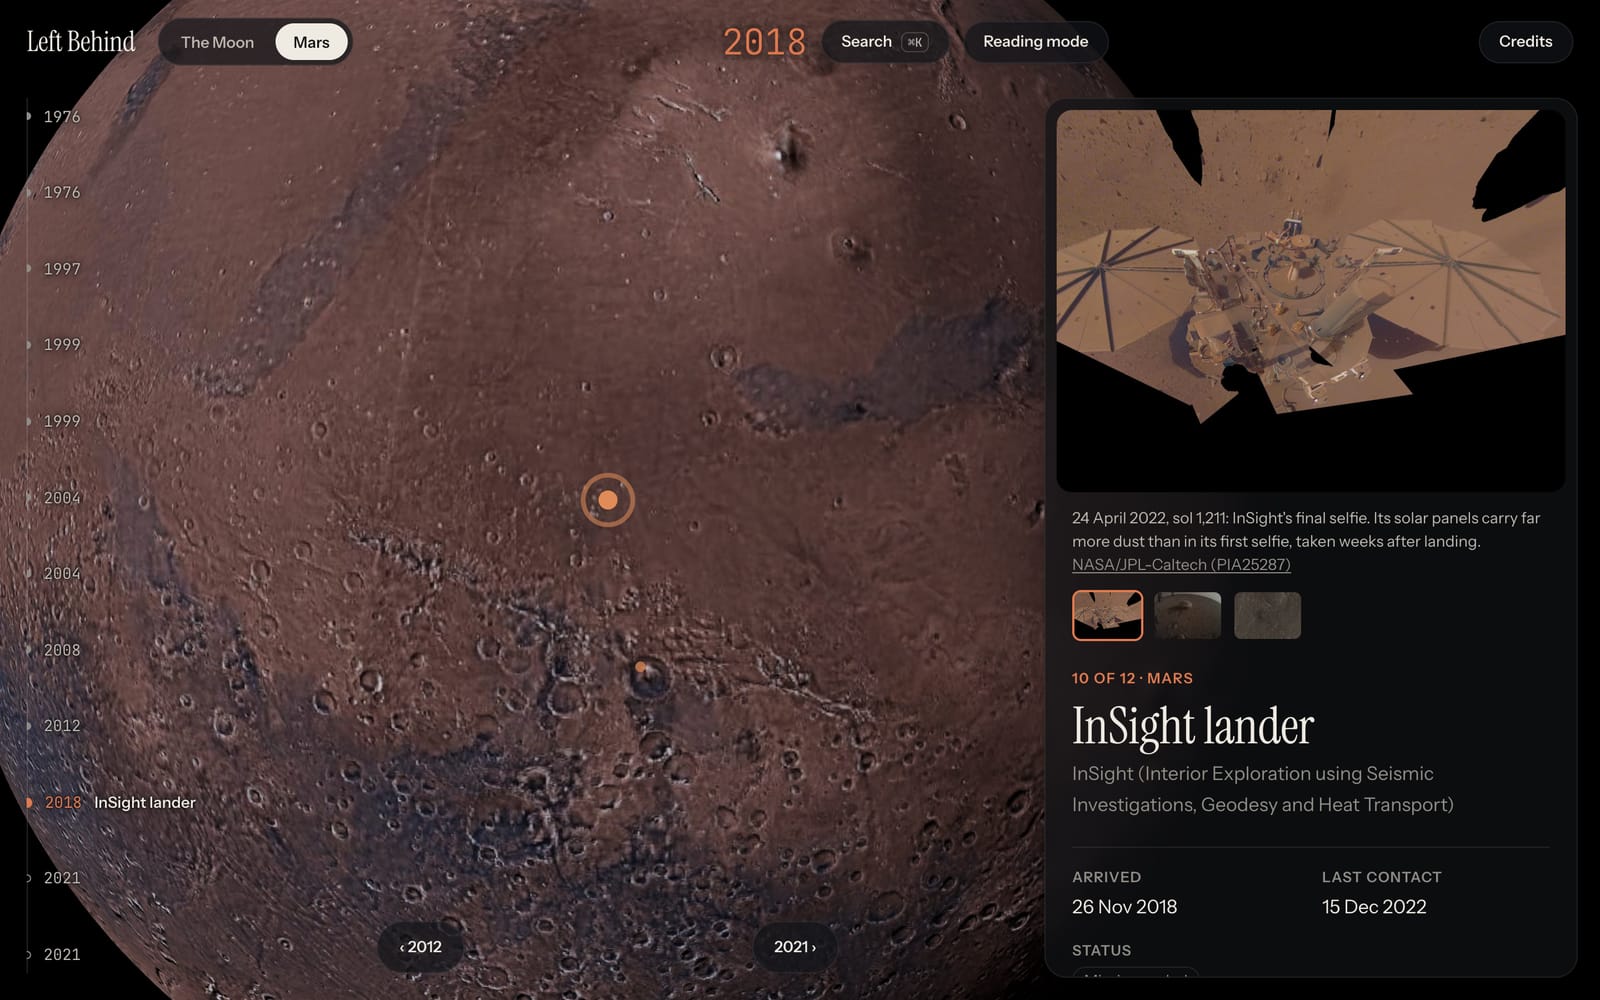 Left Behind
The Moon
Mars
2018
Search ⌘K
Reading mode
Credits
1976
1976
1997
1999
1999
2004
2004
2008
2012
2018 InSight lander
2021
2021
‹ 2012
2021 ›
24 April 2022, sol 1,211: InSight's final selfie. Its solar panels carry far
more dust than in its first selfie, taken weeks after landing.
NASA/JPL-Caltech (PIA25287)
10 OF 12 · MARS
InSight lander
InSight (Interior Exploration using Seismic
Investigations, Geodesy and Heat Transport)
ARRIVED
26 Nov 2018
LAST CONTACT
15 Dec 2022
STATUS